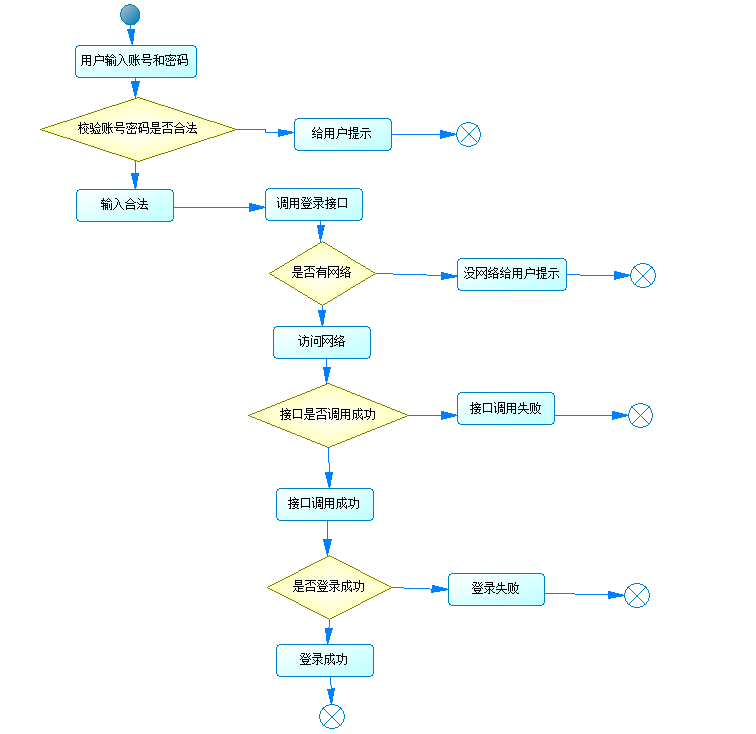 用户输入账号和密码
校验账号密码是否合法
给用户提示
输入合法
调用登录接口
是否有网络
没网络给用户提示
访问网络
接口是否调用成功
接口调用失败
接口调用成功
是否登录成功
登录失败
登录成功